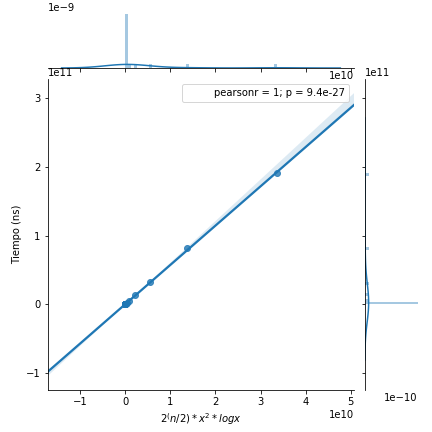 1e−9
1e11
1e10
1e11
pearsonr = 1; p = 9.4e-27
3
2
1
0
−1
Tiempo (ns)
−1
0
1
2
3
4
5
1e10
2⁽n/2) * x² * logx
1e−10